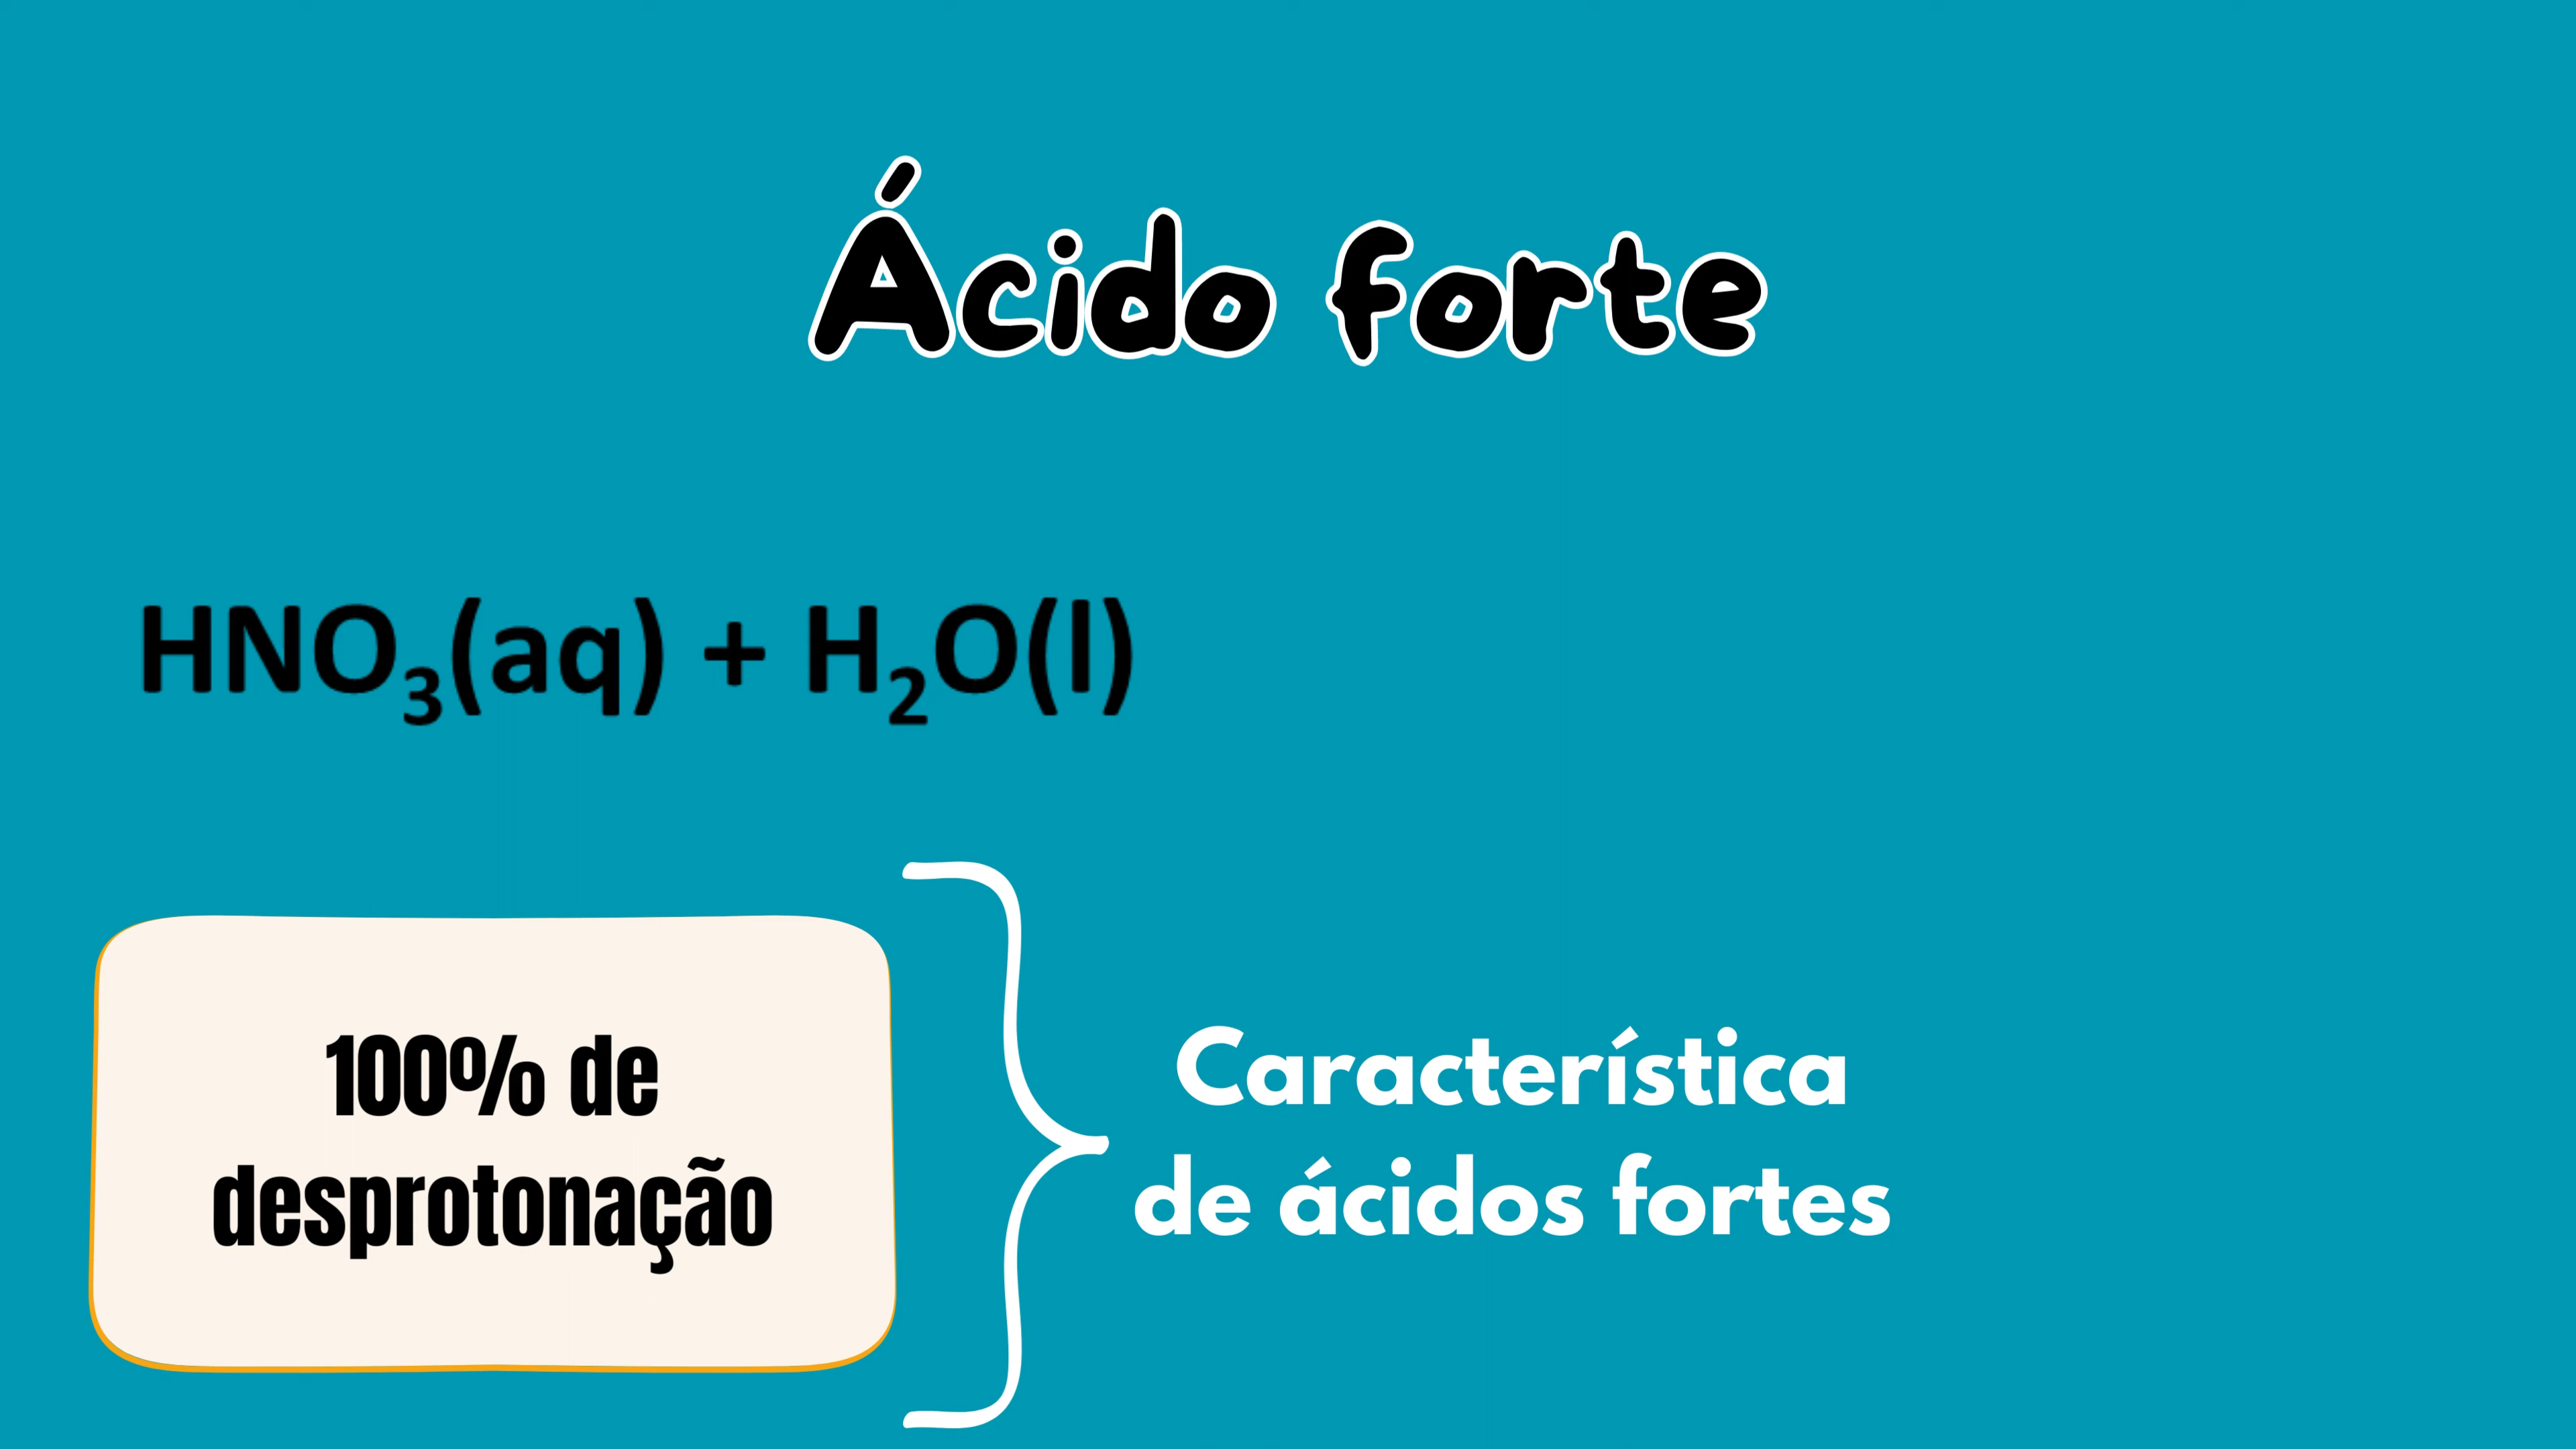 Ácido forte
HNO₃(aq) + H₂O(l)
100% de
desprotonação
Característica
de ácidos fortes